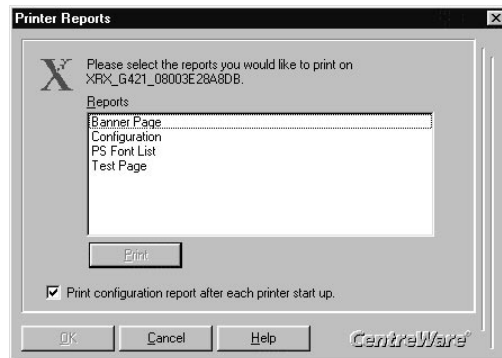 Printer Reports
Please select the reports you would like to print on
XRX_G421_08003E28A8DB.
Reports
Banner Page
Configuration
PS Font List
Test Page
Print
Print configuration report after each printer start up.
OK
Cancel
Help
CentreWare